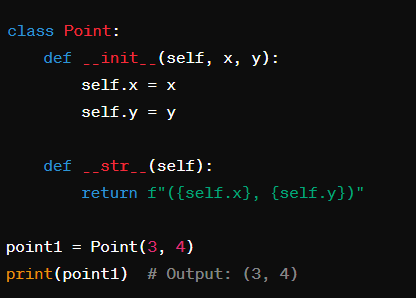 class Point:
    def __init__(self, x, y):
        self.x = x
        self.y = y

    def __str__(self):
        return f"({self.x}, {self.y})"

point1 = Point(3, 4)
print(point1)  # Output: (3, 4)